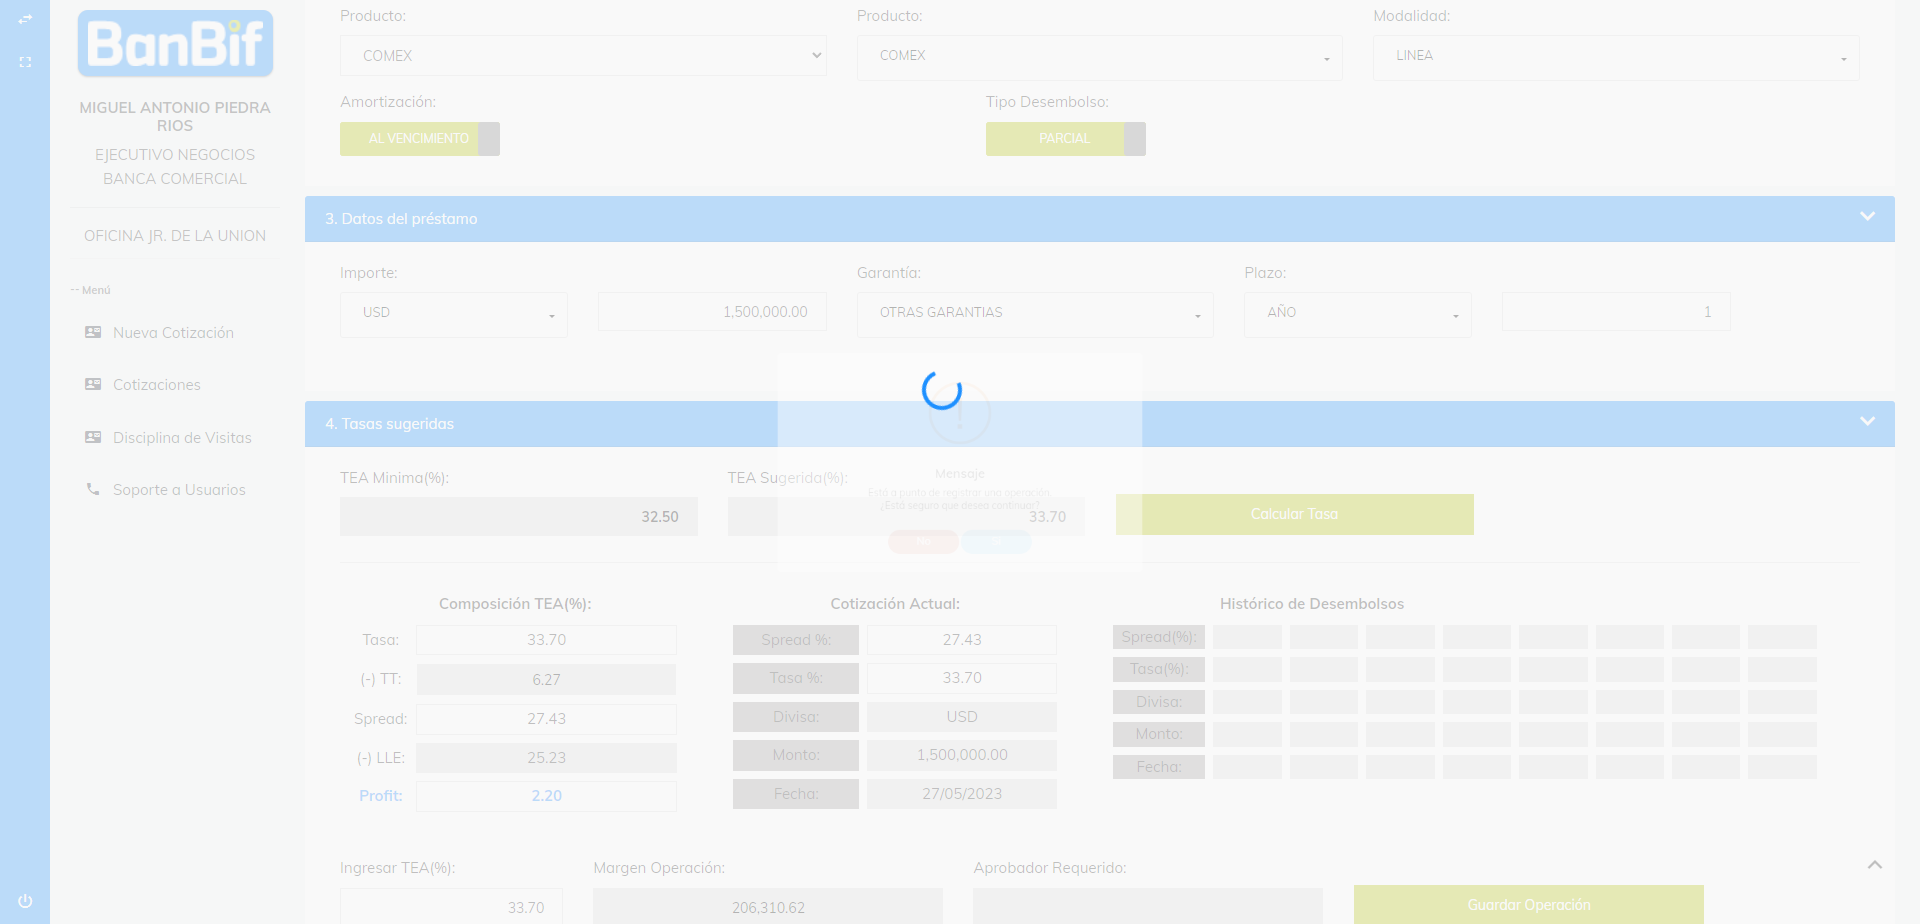 BanBif
MIGUEL ANTONIO PIEDRA
RIOS
EJECUTIVO NEGOCIOS
BANCA COMERCIAL
OFICINA JR. DE LA UNION
-- Menú
Nueva Cotización
Cotizaciones
Disciplina de Visitas
Soporte a Usuarios
Producto: Producto: Modalidad:
COMEX COMEX LINEA
Amortización: Tipo Desembolso:
AL VENCIMIENTO PARCIAL
3. Datos del préstamo
Importe: Garantía: Plazo:
USD 1,500,000.00 OTRAS GARANTIAS AÑO 1
4. Tasas sugeridas
TEA Minima(%): TEA Sugerida(%):
32.50 33.70 Calcular Tasa
Mensaje
Está a punto de registrar una operación.
¿Está seguro que desea continuar?
No
Composición TEA(%): Cotización Actual: Histórico de Desembolsos
Tasa: 33.70 Spread %: 27.43 Spread(%):
(-) TT: 6.27 Tasa %: 33.70 Tasa(%):
Spread: 27.43 Divisa: USD Divisa:
(-) LLE: 25.23 Monto: 1,500,000.00 Monto:
Profit: 2.20 Fecha: 27/05/2023 Fecha:
Ingresar TEA(%): Margen Operación: Aprobador Requerido:
33.70 206,310.62 Guardar Operación